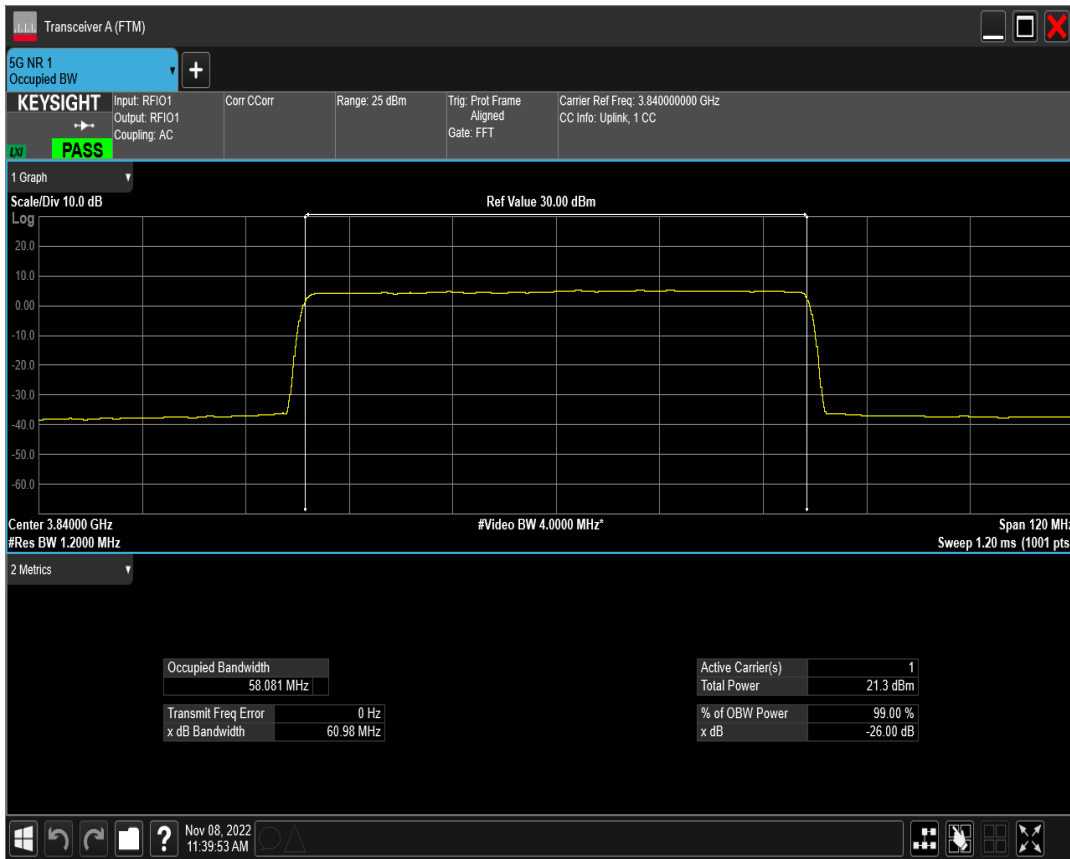 Transceiver A (FTM)
5G NR 1
Occupied BW
+
KEYSIGHT
LXI
PASS
Input: RFIO1
Output: RFIO1
Coupling: AC
Corr CCorr
Range: 25 dBm
Trig: Prot Frame
Aligned
Gate: FFT
Carrier Ref Freq: 3.840000000 GHz
CC Info: Uplink, 1 CC
1 Graph
Scale/Div 10.0 dB
Ref Value 30.00 dBm
Log
20.0
10.0
0.00
-10.0
-20.0
-30.0
-40.0
-50.0
-60.0
Center 3.84000 GHz
#Video BW 4.0000 MHz*
Span 120 MHz
#Res BW 1.2000 MHz
Sweep 1.20 ms (1001 pts
2 Metrics
Occupied Bandwidth
58.081 MHz
Transmit Freq Error 0 Hz
x dB Bandwidth 60.98 MHz
Active Carrier(s) 1
Total Power 21.3 dBm
% of OBW Power 99.00 %
x dB -26.00 dB
?
Nov 08, 2022
11:39:53 AM